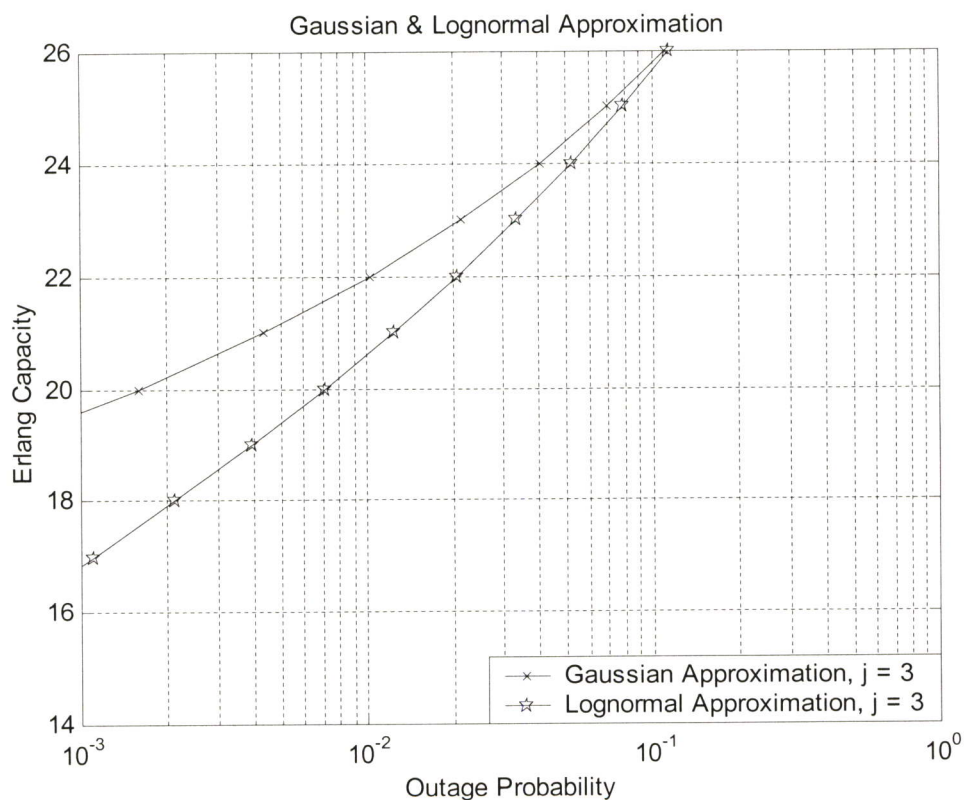 Gaussian & Lognormal Approximation
26
24
22
20
18
16
14
Erlang Capacity
10^-3
10^-2
10^-1
10^0
Outage Probability
Gaussian Approximation, j = 3
Lognormal Approximation, j = 3